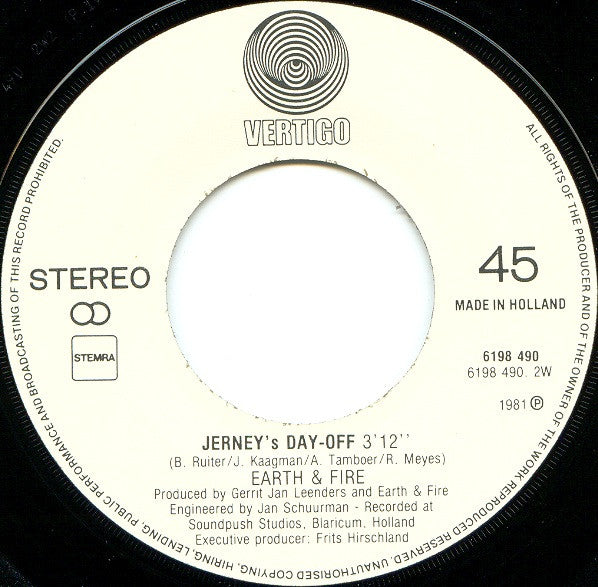 VERTIGO
ALL RIGHTS OF THE PRODUCER AND OF THE OWNER OF THE WORK REPRODUCED RESERVED. UNAUTHORISED COPYING, HIRING, LENDING, PUBLIC PERFORMANCE AND BROADCASTING OF THIS RECORD PROHIBITED.
STEREO
STEMRA
45
MADE IN HOLLAND
6198 490
6198 490. 2W
1981 Ⓟ
JERNEY's DAY-OFF 3'12''
(B. Ruiter/J. Kaagman/A. Tamboer/R. Meyes)
EARTH & FIRE
Produced by Gerrit Jan Leenders and Earth & Fire
Engineered by Jan Schuurman - Recorded at
Soundpush Studios, Blaricum, Holland
Executive producer: Frits Hirschland